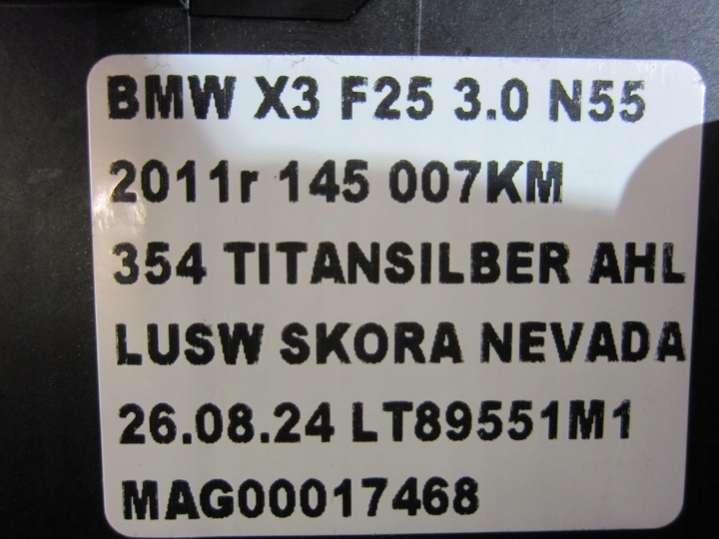 BMW X3 F25 3.0 N55
2011r 145 007KM
354 TITANSILBER AHL
LUSW SKORA NEVADA
26.08.24 LT89551M1
MAG00017468